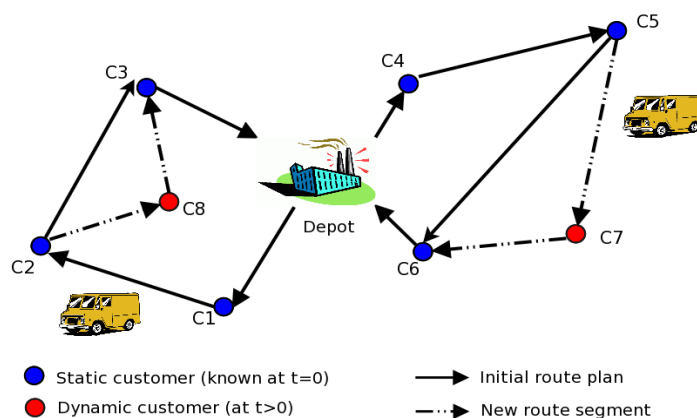 C5
C4
C3
Depot
C8
C7
C2
C6
C1
Static customer (known at t=0)
Initial route plan
Dynamic customer (at t>0)
New route segment